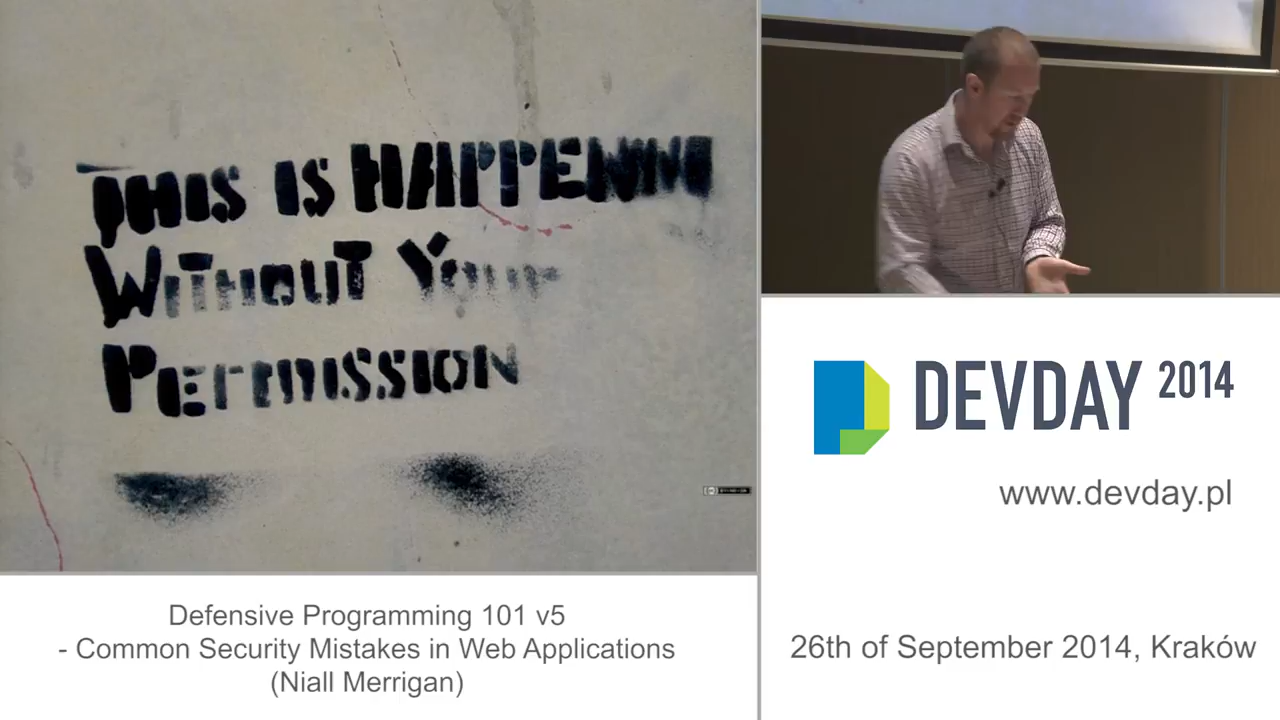 THIS IS HAPPENIN
WITHOUT YOUR
PERMISSION
DEVDAY 2014
www.devday.pl
Defensive Programming 101 v5
- Common Security Mistakes in Web Applications
(Niall Merrigan)
26th of September 2014, Kraków